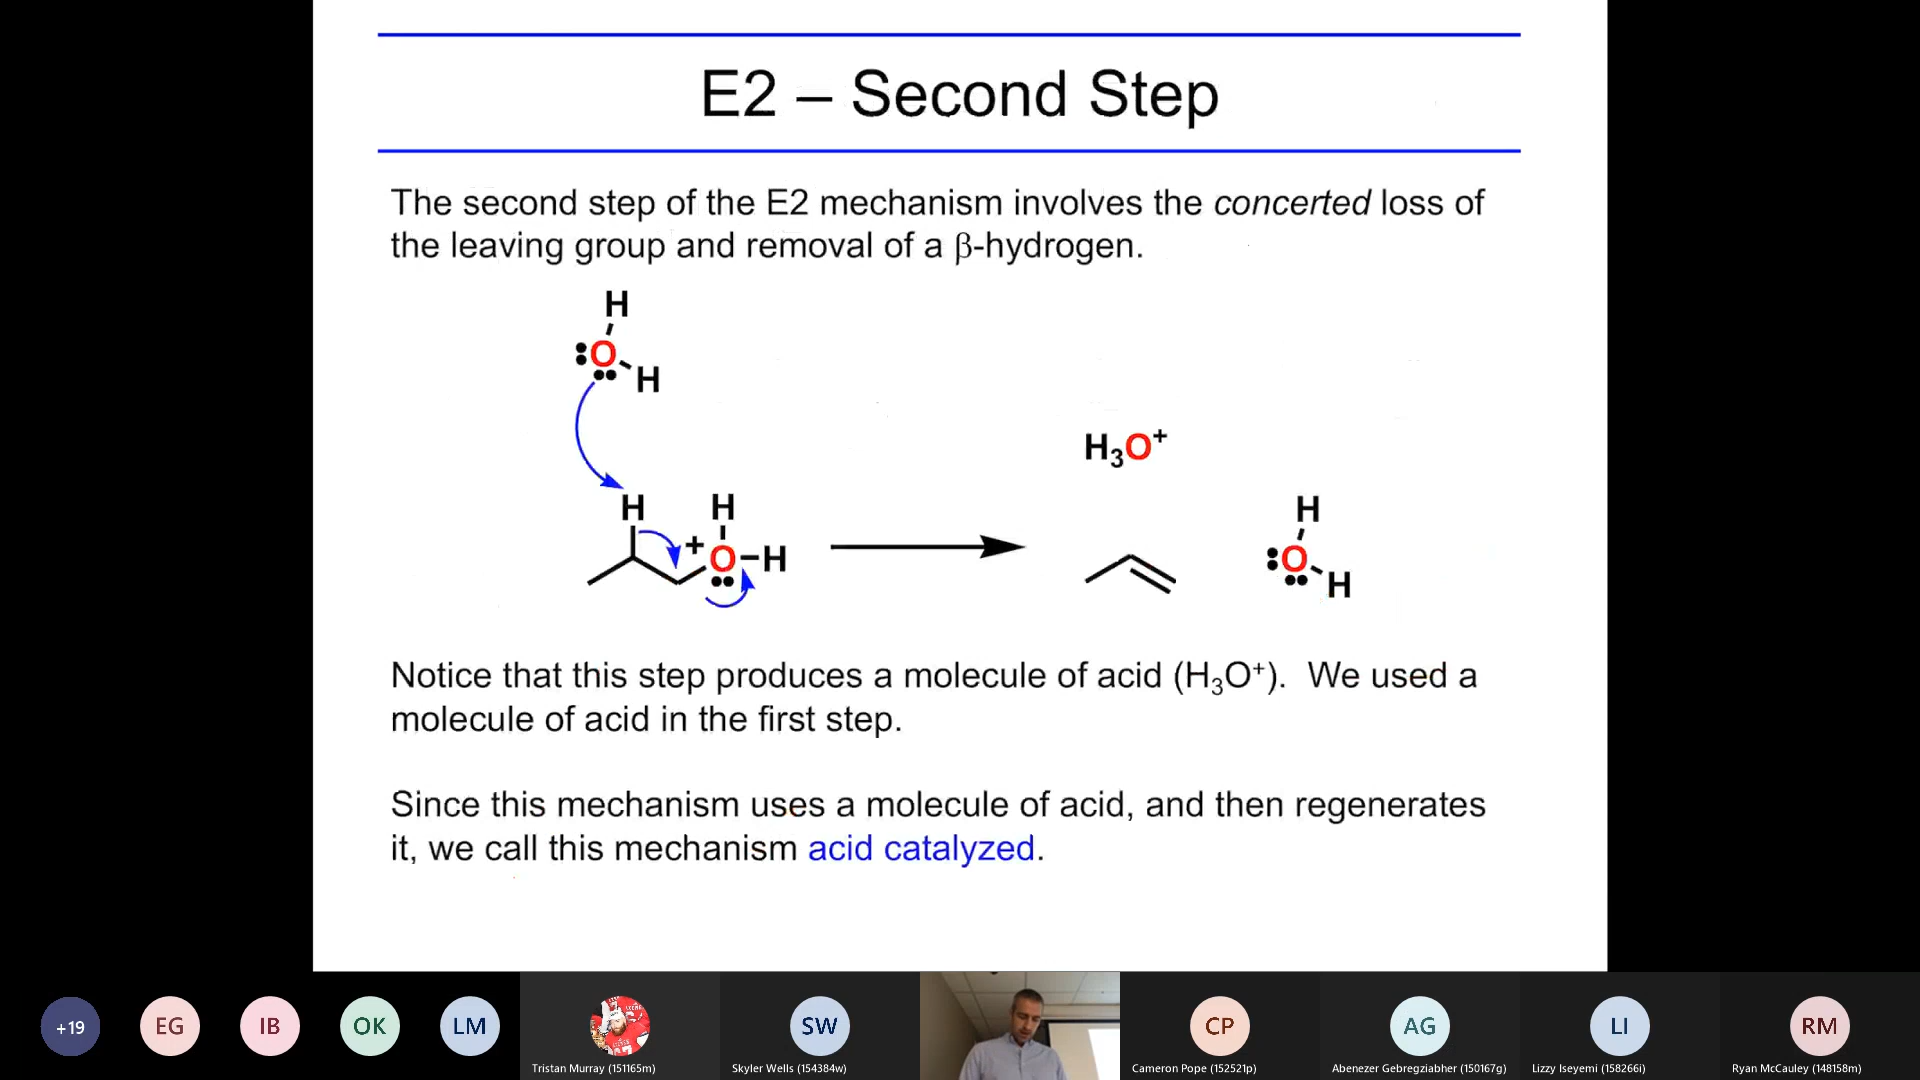 E2 – Second Step
The second step of the E2 mechanism involves the concerted loss of
the leaving group and removal of a β-hydrogen.
H
:O
H
H₃O⁺
H H
+ O–H
H
:O
H
Notice that this step produces a molecule of acid (H₃O⁺). We used a
molecule of acid in the first step.
Since this mechanism uses a molecule of acid, and then regenerates
it, we call this mechanism acid catalyzed.
+19 EG IB OK LM SW CP AG LI RM
Tristan Murray (151165m) Skyler Wells (154384w) Cameron Pope (152521p) Abenezer Gebregziabher (150167g) Lizzy Iseyemi (158266i) Ryan McCauley (148158m)